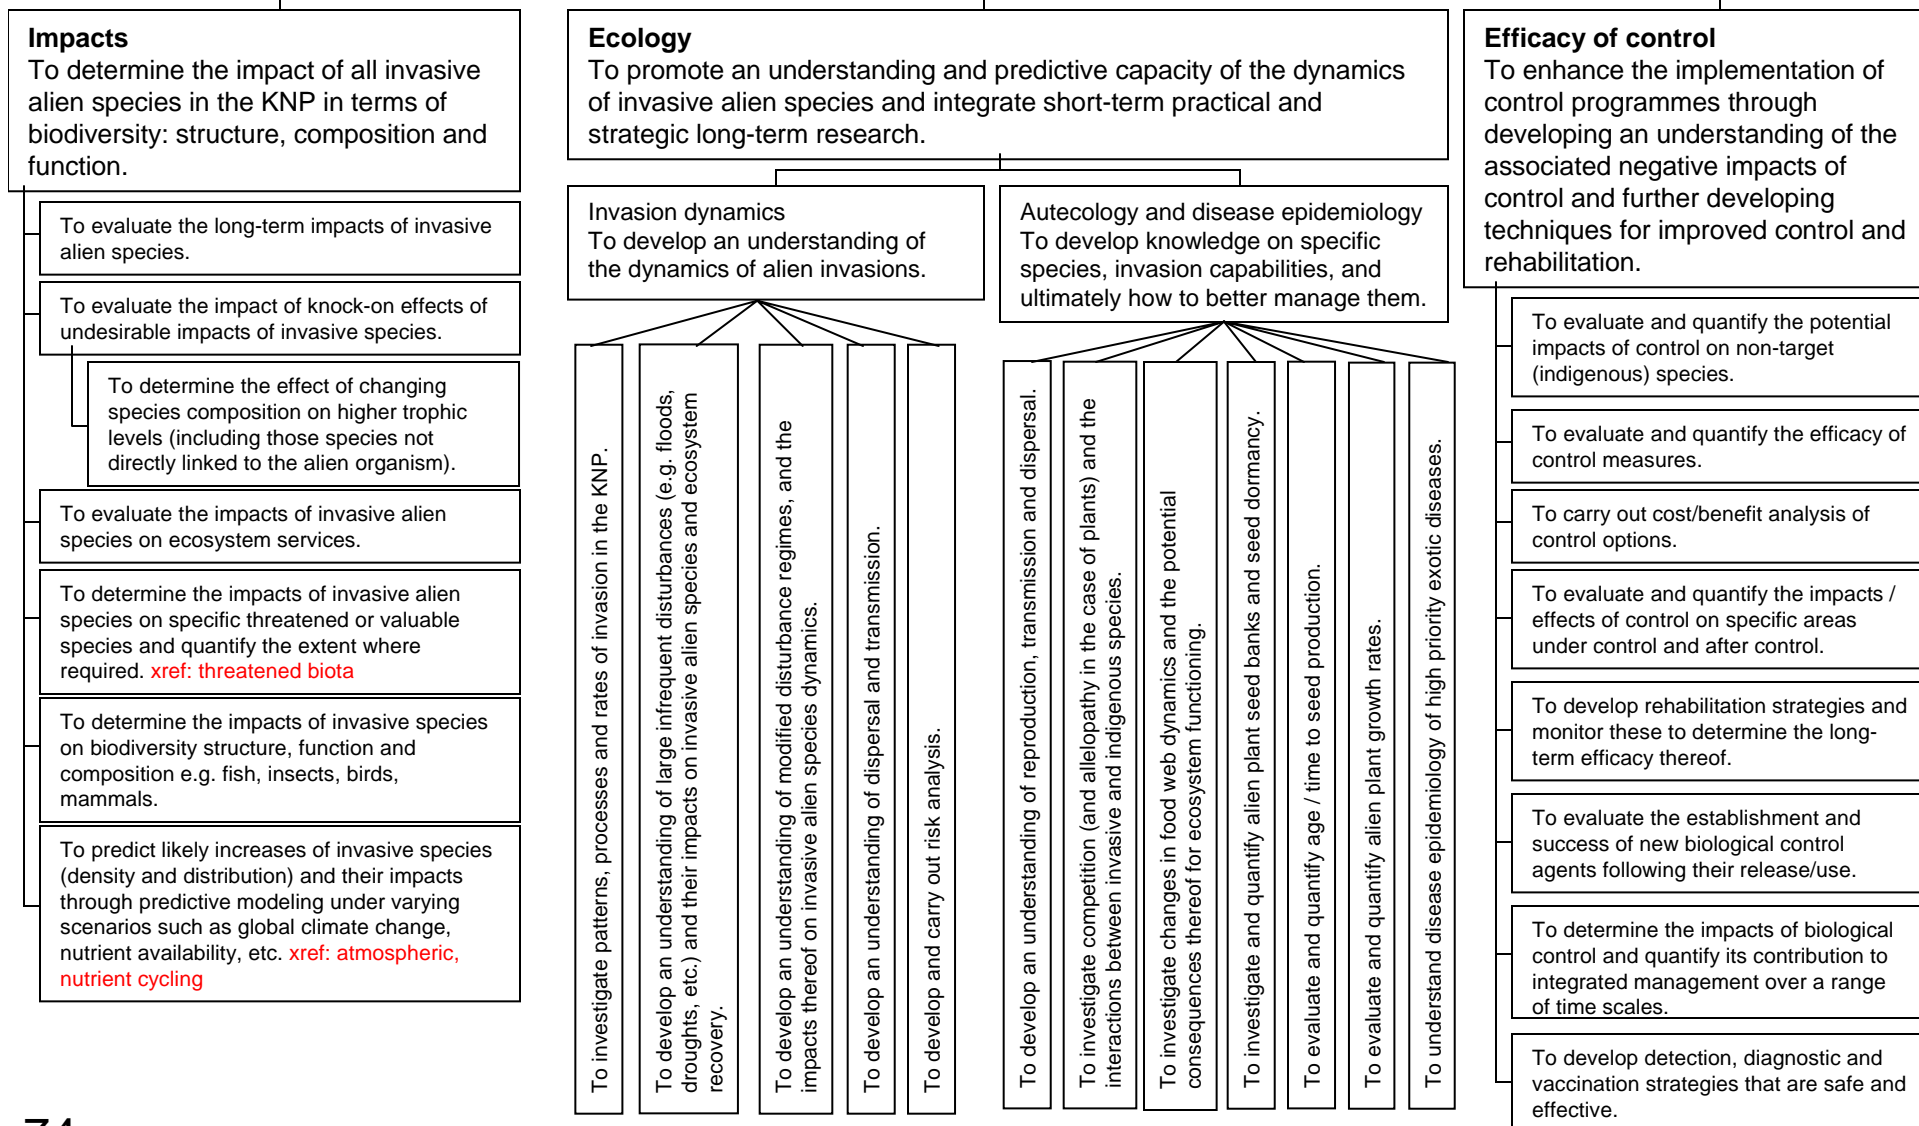 Impacts
To determine the impact of all invasive
alien species in the KNP in terms of
biodiversity: structure, composition and
function.
To evaluate the long-term impacts of invasive
alien species.
To evaluate the impact of knock-on effects of
undesirable impacts of invasive species.
To determine the effect of changing
species composition on higher trophic
levels (including those species not
directly linked to the alien organism).
To evaluate the impacts of invasive alien
species on ecosystem services.
To determine the impacts of invasive alien
species on specific threatened or valuable
species and quantify the extent where
required. xref: threatened biota
To determine the impacts of invasive species
on biodiversity structure, function and
composition e.g. fish, insects, birds,
mammals.
To predict likely increases of invasive species
(density and distribution) and their impacts
through predictive modeling under varying
scenarios such as global climate change,
nutrient availability, etc. xref: atmospheric,
nutrient cycling
Ecology
To promote an understanding and predictive capacity of the dynamics
of invasive alien species and integrate short-term practical and
strategic long-term research.
Invasion dynamics
To develop an understanding of
the dynamics of alien invasions.
To investigate patterns, processes and rates of invasion in the KNP.
To develop an understanding of large infrequent disturbances (e.g. floods,
droughts, etc.) and their impacts on invasive alien species and ecosystem
recovery.
To develop an understanding of modified disturbance regimes, and the
impacts thereof on invasive alien species dynamics.
To develop an understanding of dispersal and transmission.
To develop and carry out risk analysis.
Autecology and disease epidemiology
To develop knowledge on specific
species, invasion capabilities, and
ultimately how to better manage them.
To develop an understanding of reproduction, transmission and dispersal.
To investigate competition (and allelopathy in the case of plants) and the
interactions between invasive and indigenous species.
To investigate changes in food web dynamics and the potential
consequences thereof for ecosystem functioning.
To investigate and quantify alien plant seed banks and seed dormancy.
To evaluate and quantify age / time to seed production.
To evaluate and quantify alien plant growth rates.
To understand disease epidemiology of high priority exotic diseases.
Efficacy of control
To enhance the implementation of
control programmes through
developing an understanding of the
associated negative impacts of
control and further developing
techniques for improved control and
rehabilitation.
To evaluate and quantify the potential
impacts of control on non-target
(indigenous) species.
To evaluate and quantify the efficacy of
control measures.
To carry out cost/benefit analysis of
control options.
To evaluate and quantify the impacts /
effects of control on specific areas
under control and after control.
To develop rehabilitation strategies and
monitor these to determine the long-
term efficacy thereof.
To evaluate the establishment and
success of new biological control
agents following their release/use.
To determine the impacts of biological
control and quantify its contribution to
integrated management over a range
of time scales.
To develop detection, diagnostic and
vaccination strategies that are safe and
effective.